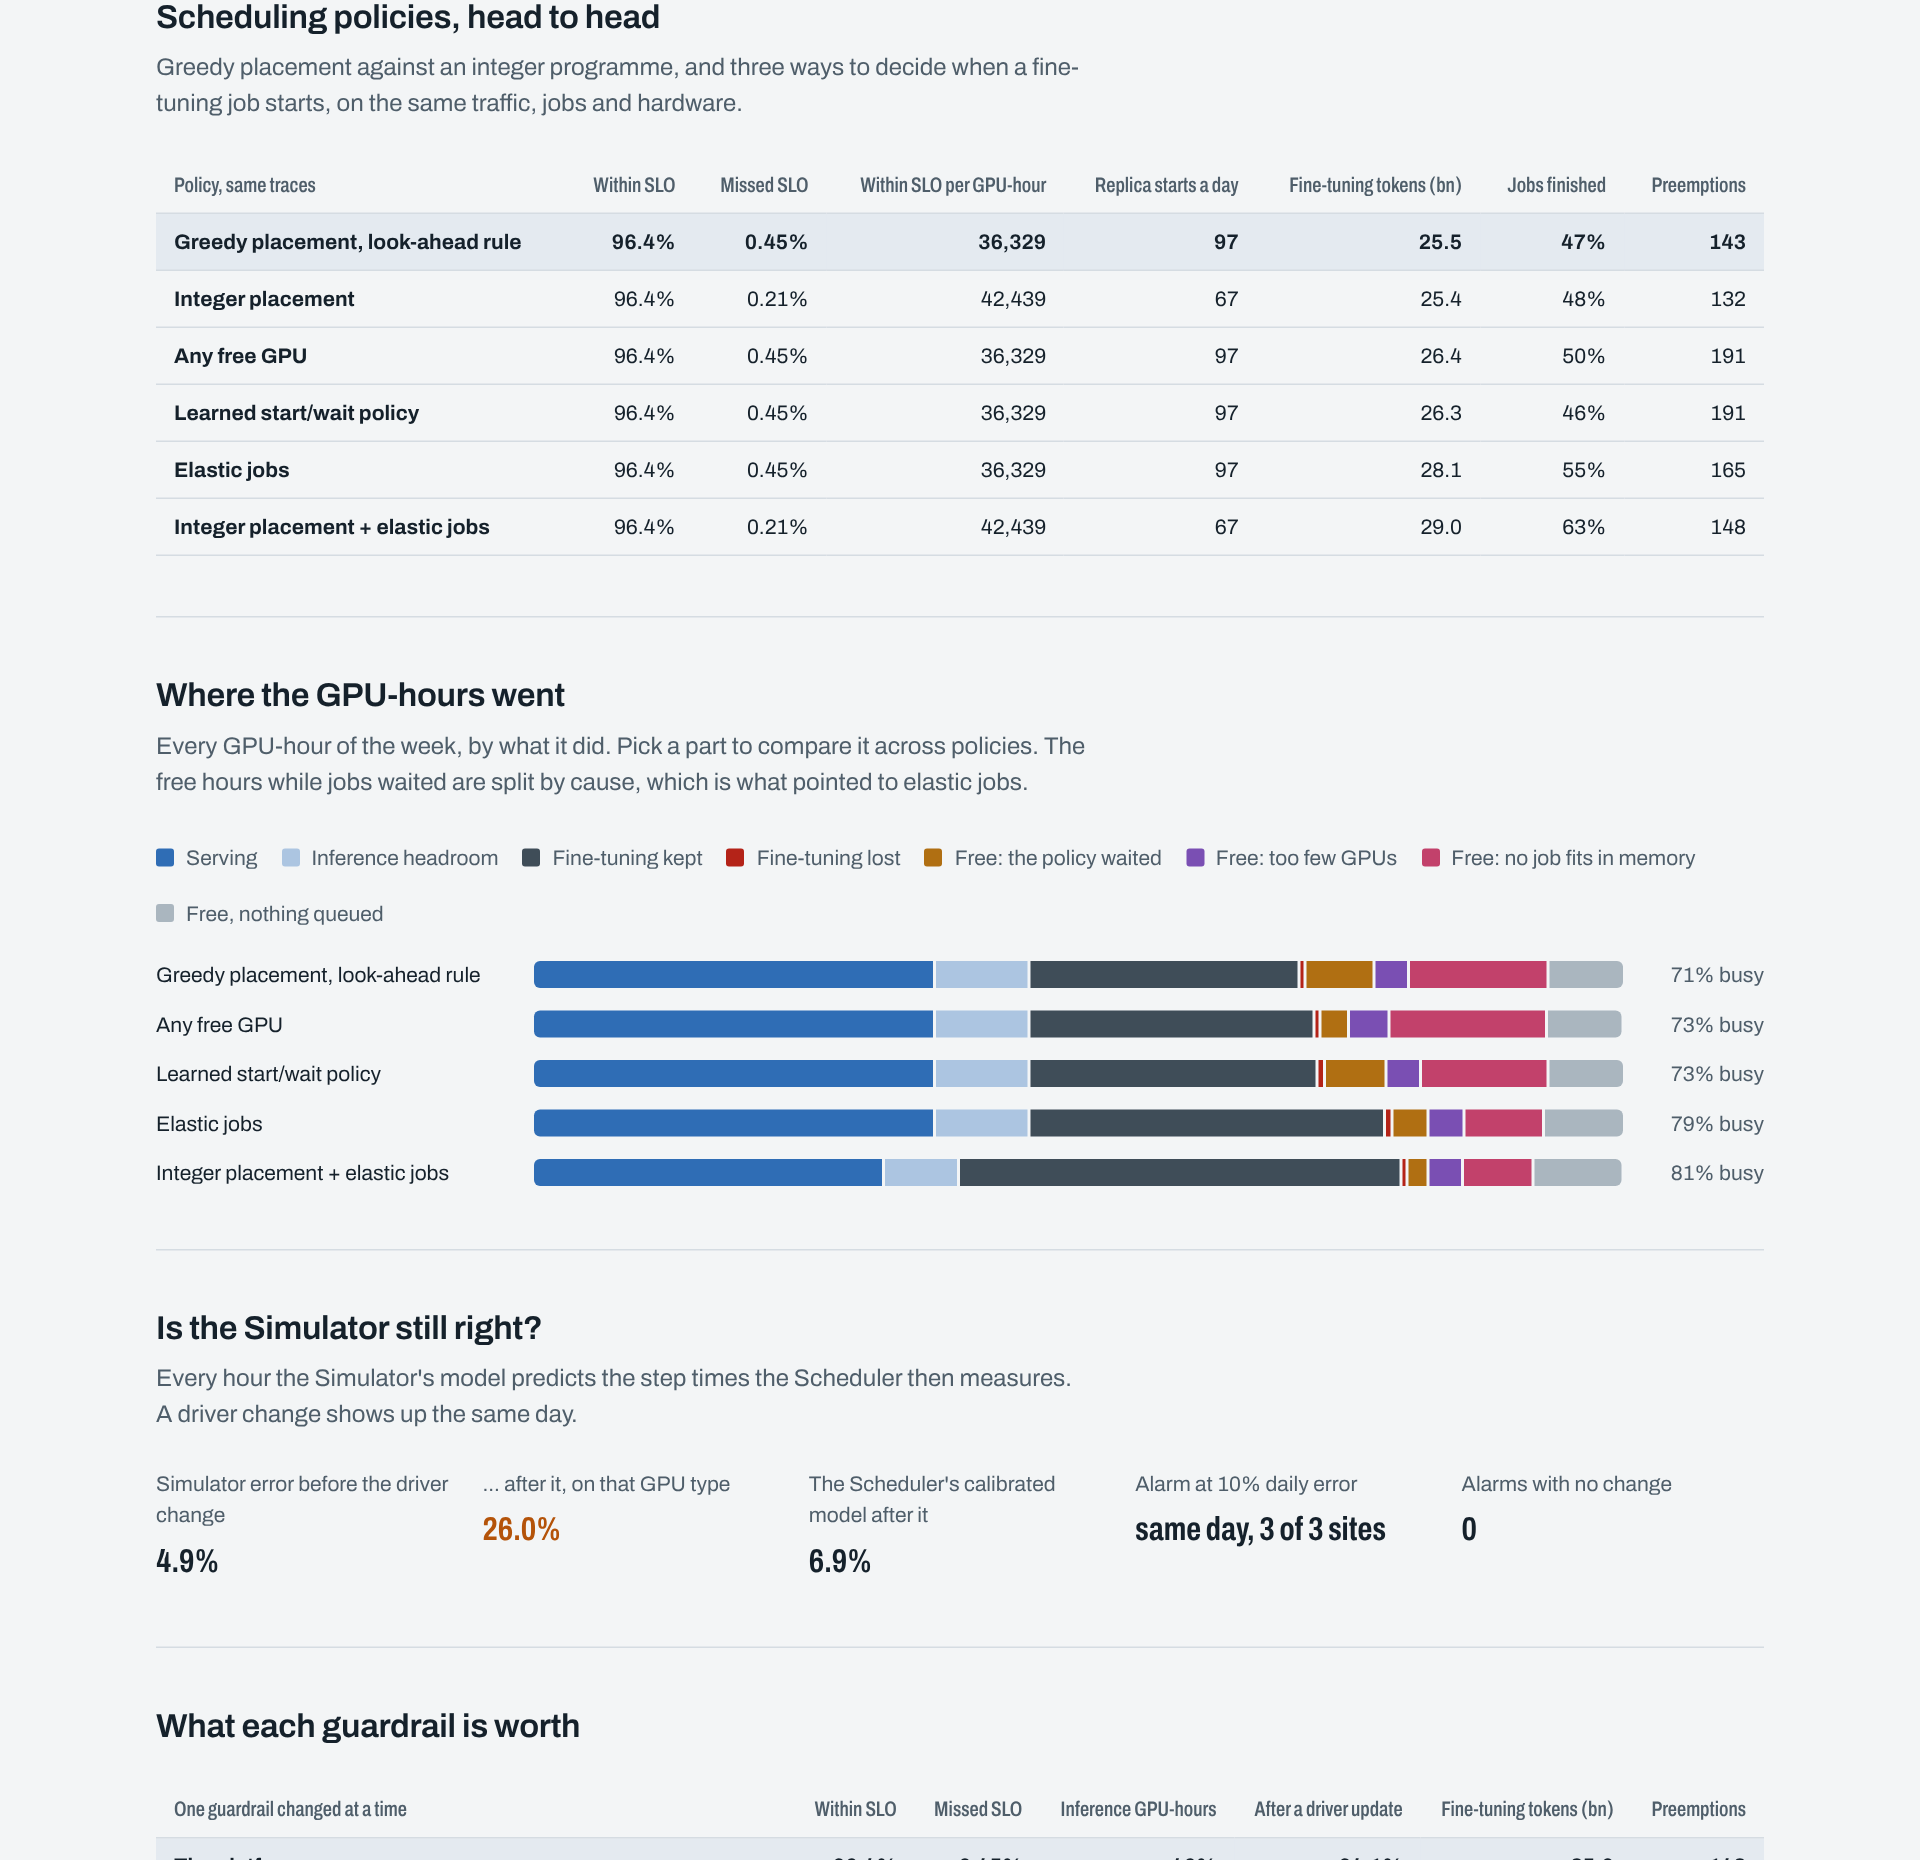 Scheduling policies, head to head
Greedy placement against an integer programme, and three ways to decide when a fine-
tuning job starts, on the same traffic, jobs and hardware.
Policy, same traces Within SLO Missed SLO Within SLO per GPU-hour Replica starts a day Fine-tuning tokens (bn) Jobs finished Preemptions
Greedy placement, look-ahead rule 96.4% 0.45% 36,329 97 25.5 47% 143
Integer placement 96.4% 0.21% 42,439 67 25.4 48% 132
Any free GPU 96.4% 0.45% 36,329 97 26.4 50% 191
Learned start/wait policy 96.4% 0.45% 36,329 97 26.3 46% 191
Elastic jobs 96.4% 0.45% 36,329 97 28.1 55% 165
Integer placement + elastic jobs 96.4% 0.21% 42,439 67 29.0 63% 148
Where the GPU-hours went
Every GPU-hour of the week, by what it did. Pick a part to compare it across policies. The
free hours while jobs waited are split by cause, which is what pointed to elastic jobs.
Serving Inference headroom Fine-tuning kept Fine-tuning lost Free: the policy waited Free: too few GPUs Free: no job fits in memory
Free, nothing queued
Greedy placement, look-ahead rule 71% busy
Any free GPU 73% busy
Learned start/wait policy 73% busy
Elastic jobs 79% busy
Integer placement + elastic jobs 81% busy
Is the Simulator still right?
Every hour the Simulator's model predicts the step times the Scheduler then measures.
A driver change shows up the same day.
Simulator error before the driver
change
4.9%
... after it, on that GPU type
26.0%
The Scheduler's calibrated
model after it
6.9%
Alarm at 10% daily error
same day, 3 of 3 sites
Alarms with no change
0
What each guardrail is worth
One guardrail changed at a time Within SLO Missed SLO Inference GPU-hours After a driver update Fine-tuning tokens (bn) Preemptions